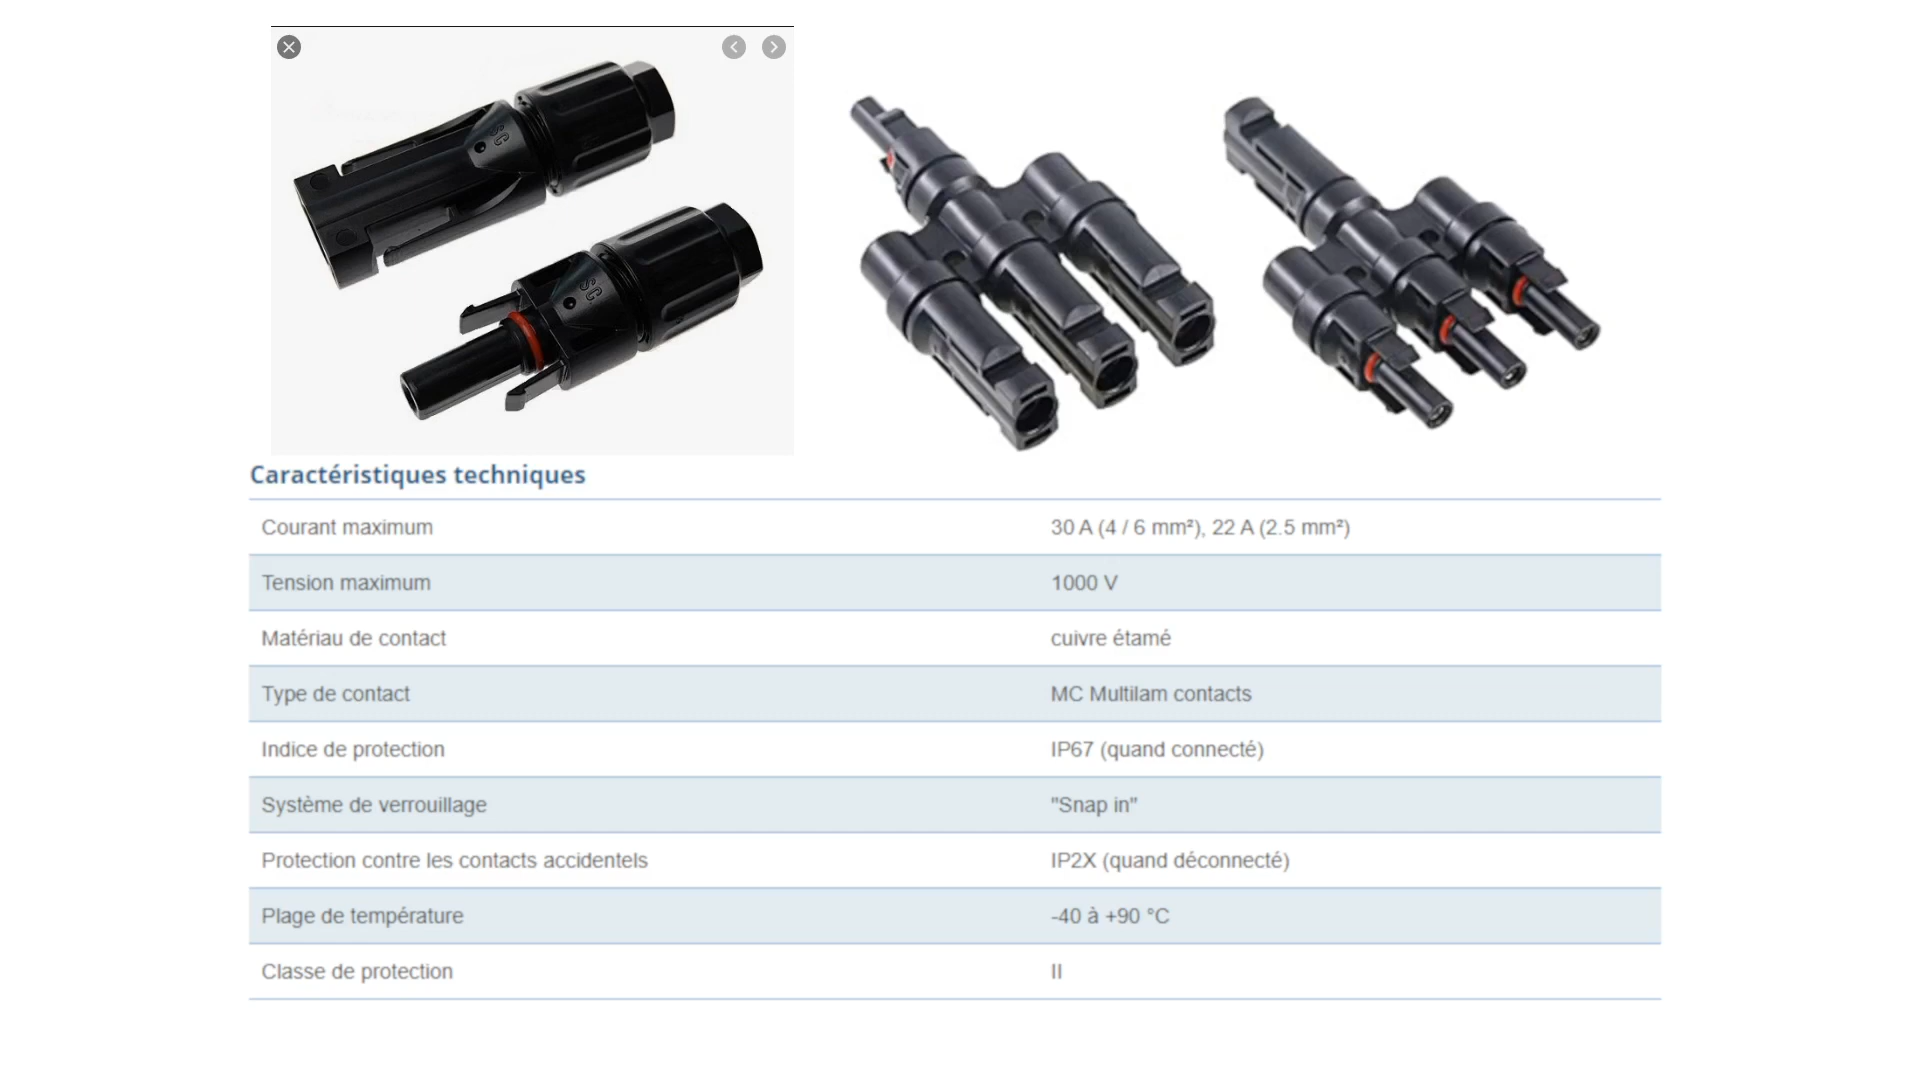 SC
SC
Caractéristiques techniques
Courant maximum 30 A (4 / 6 mm²), 22 A (2.5 mm²)
Tension maximum 1000 V
Matériau de contact cuivre étamé
Type de contact MC Multilam contacts
Indice de protection IP67 (quand connecté)
Système de verrouillage "Snap in"
Protection contre les contacts accidentels IP2X (quand déconnecté)
Plage de température -40 à +90 °C
Classe de protection II